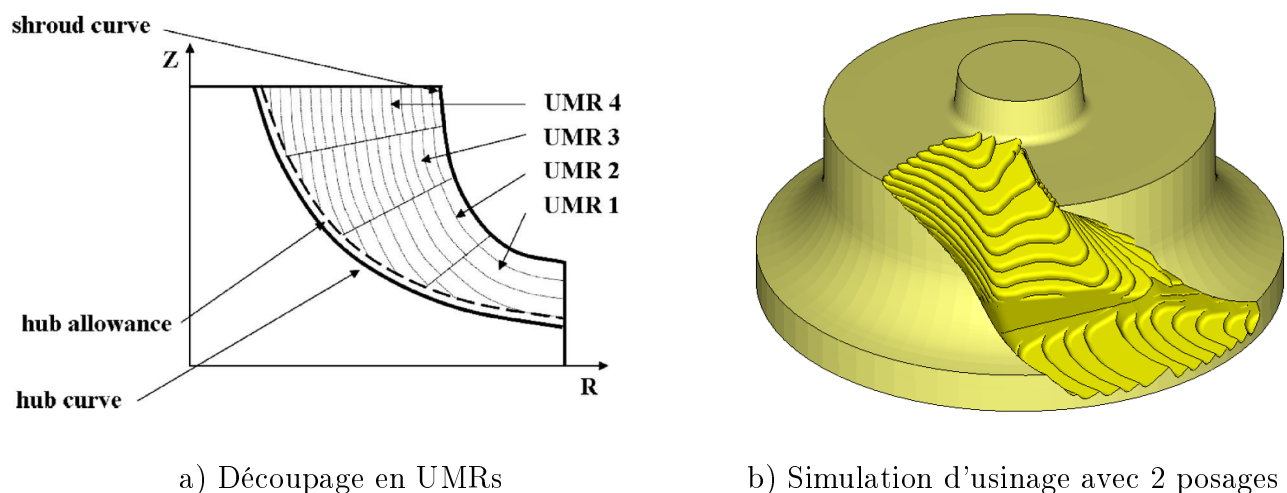 shroud curve
Z
UMR 4
UMR 3
UMR 2
UMR 1
hub allowance
hub curve
R
a) Découpage en UMRs
b) Simulation d'usinage avec 2 posages